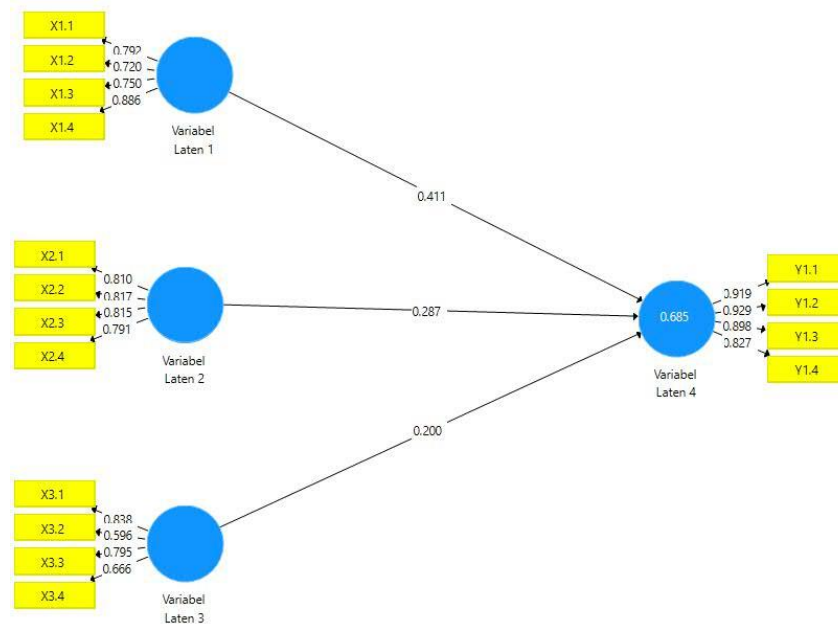 X1.1
X1.2
X1.3
X1.4
0.792
0.720
0.750
0.886
Variabel
Laten 1
0.411
X2.1
X2.2
X2.3
X2.4
0.810
0.817
0.815
0.791
Variabel
Laten 2
0.287
X3.1
X3.2
X3.3
X3.4
0.838
0.596
0.795
0.666
Variabel
Laten 3
0.200
0.685
Variabel
Laten 4
0.919
0.929
0.898
0.827
Y1.1
Y1.2
Y1.3
Y1.4